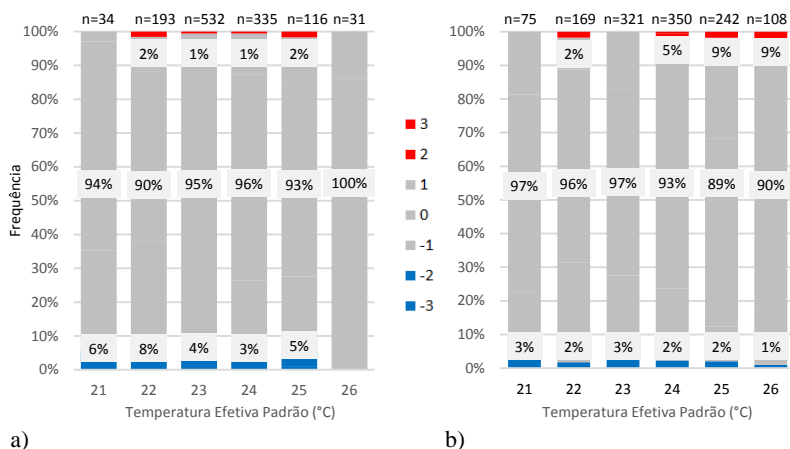 n=34 n=193 n=532 n=335 n=116 n=31
100%
90%
80%
70%
60%
50%
40%
30%
20%
10%
0%
Frequência
2% 1% 1% 2%
94% 90% 95% 96% 93% 100%
6% 8% 4% 3% 5%
21 22 23 24 25 26
Temperatura Efetiva Padrão (°C)
a)
3
2
1
0
-1
-2
-3
n=75 n=169 n=321 n=350 n=242 n=108
100%
90%
80%
70%
60%
50%
40%
30%
20%
10%
0%
2% 5% 9% 9%
97% 96% 97% 93% 89% 90%
3% 2% 3% 2% 2% 1%
21 22 23 24 25 26
Temperatura Efetiva Padrão (°C)
b)